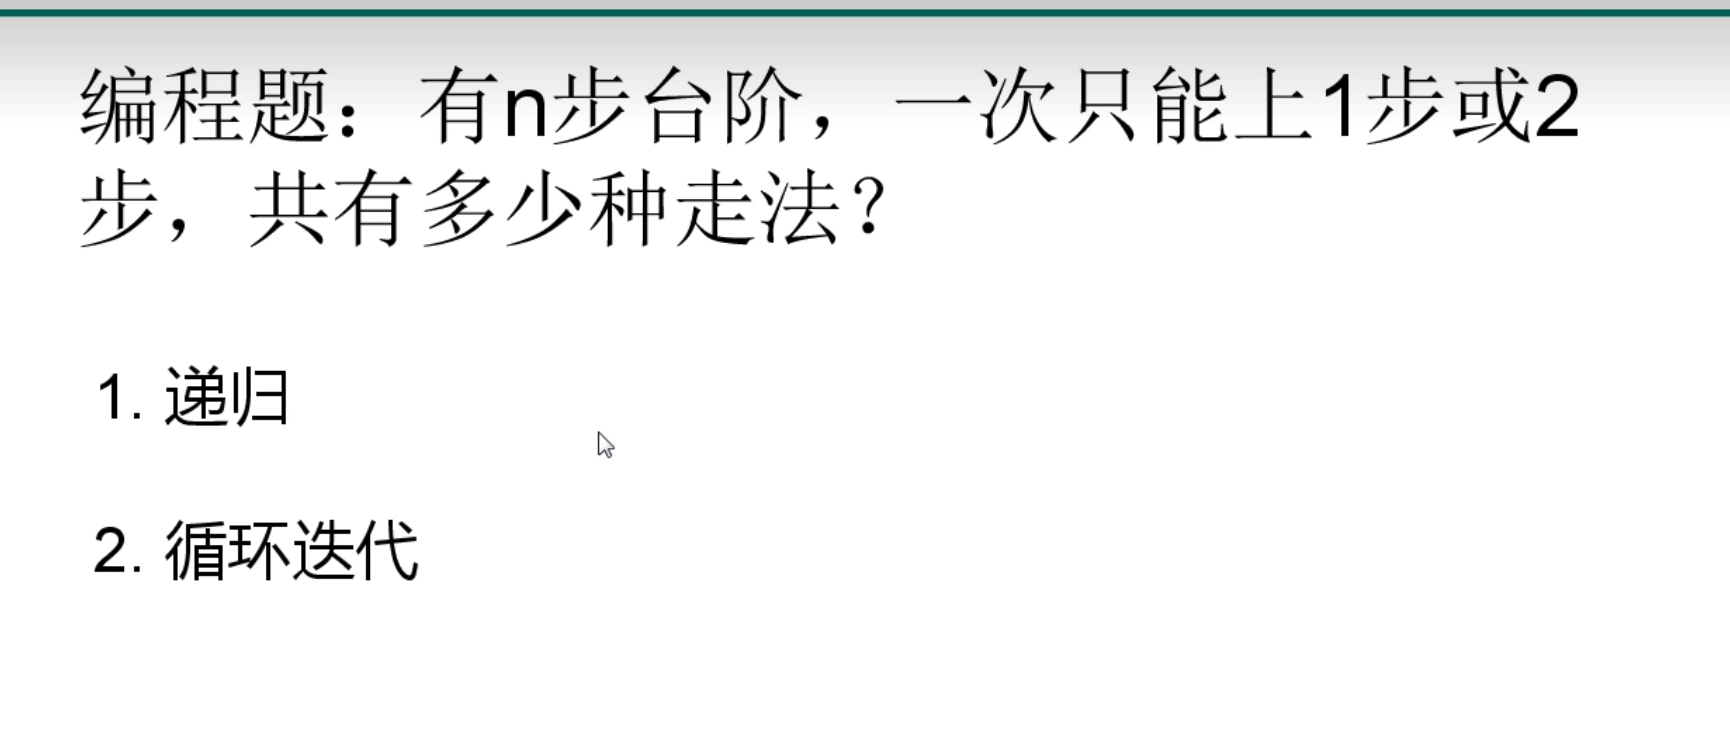 编程题：有n步台阶，一次只能上1步或2
步，共有多少种走法？
1. 递归
2. 循环迭代